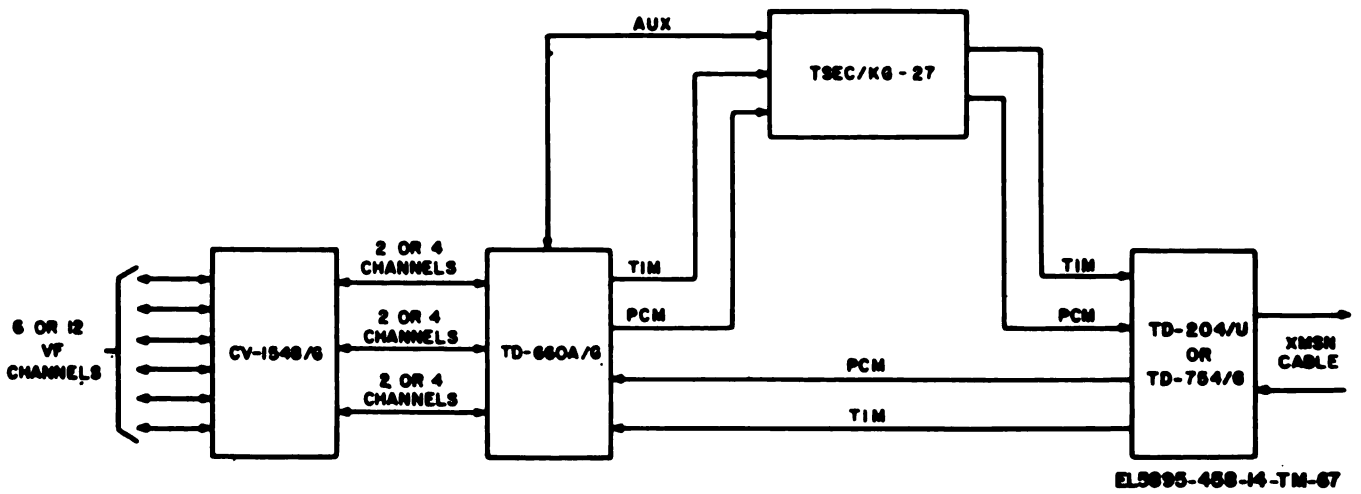 AUX
TSEC/KG-27
TIM
PCM
2 OR 4
CHANNELS
2 OR 4
CHANNELS
2 OR 4
CHANNELS
6 OR 12
VF
CHANNELS
CV-1548/G
TD-660A/G
TIM
PCM
PCM
TIM
TD-204/U
OR
TD-754/G
XMSN
CABLE
EL5895-458-14-TM-67